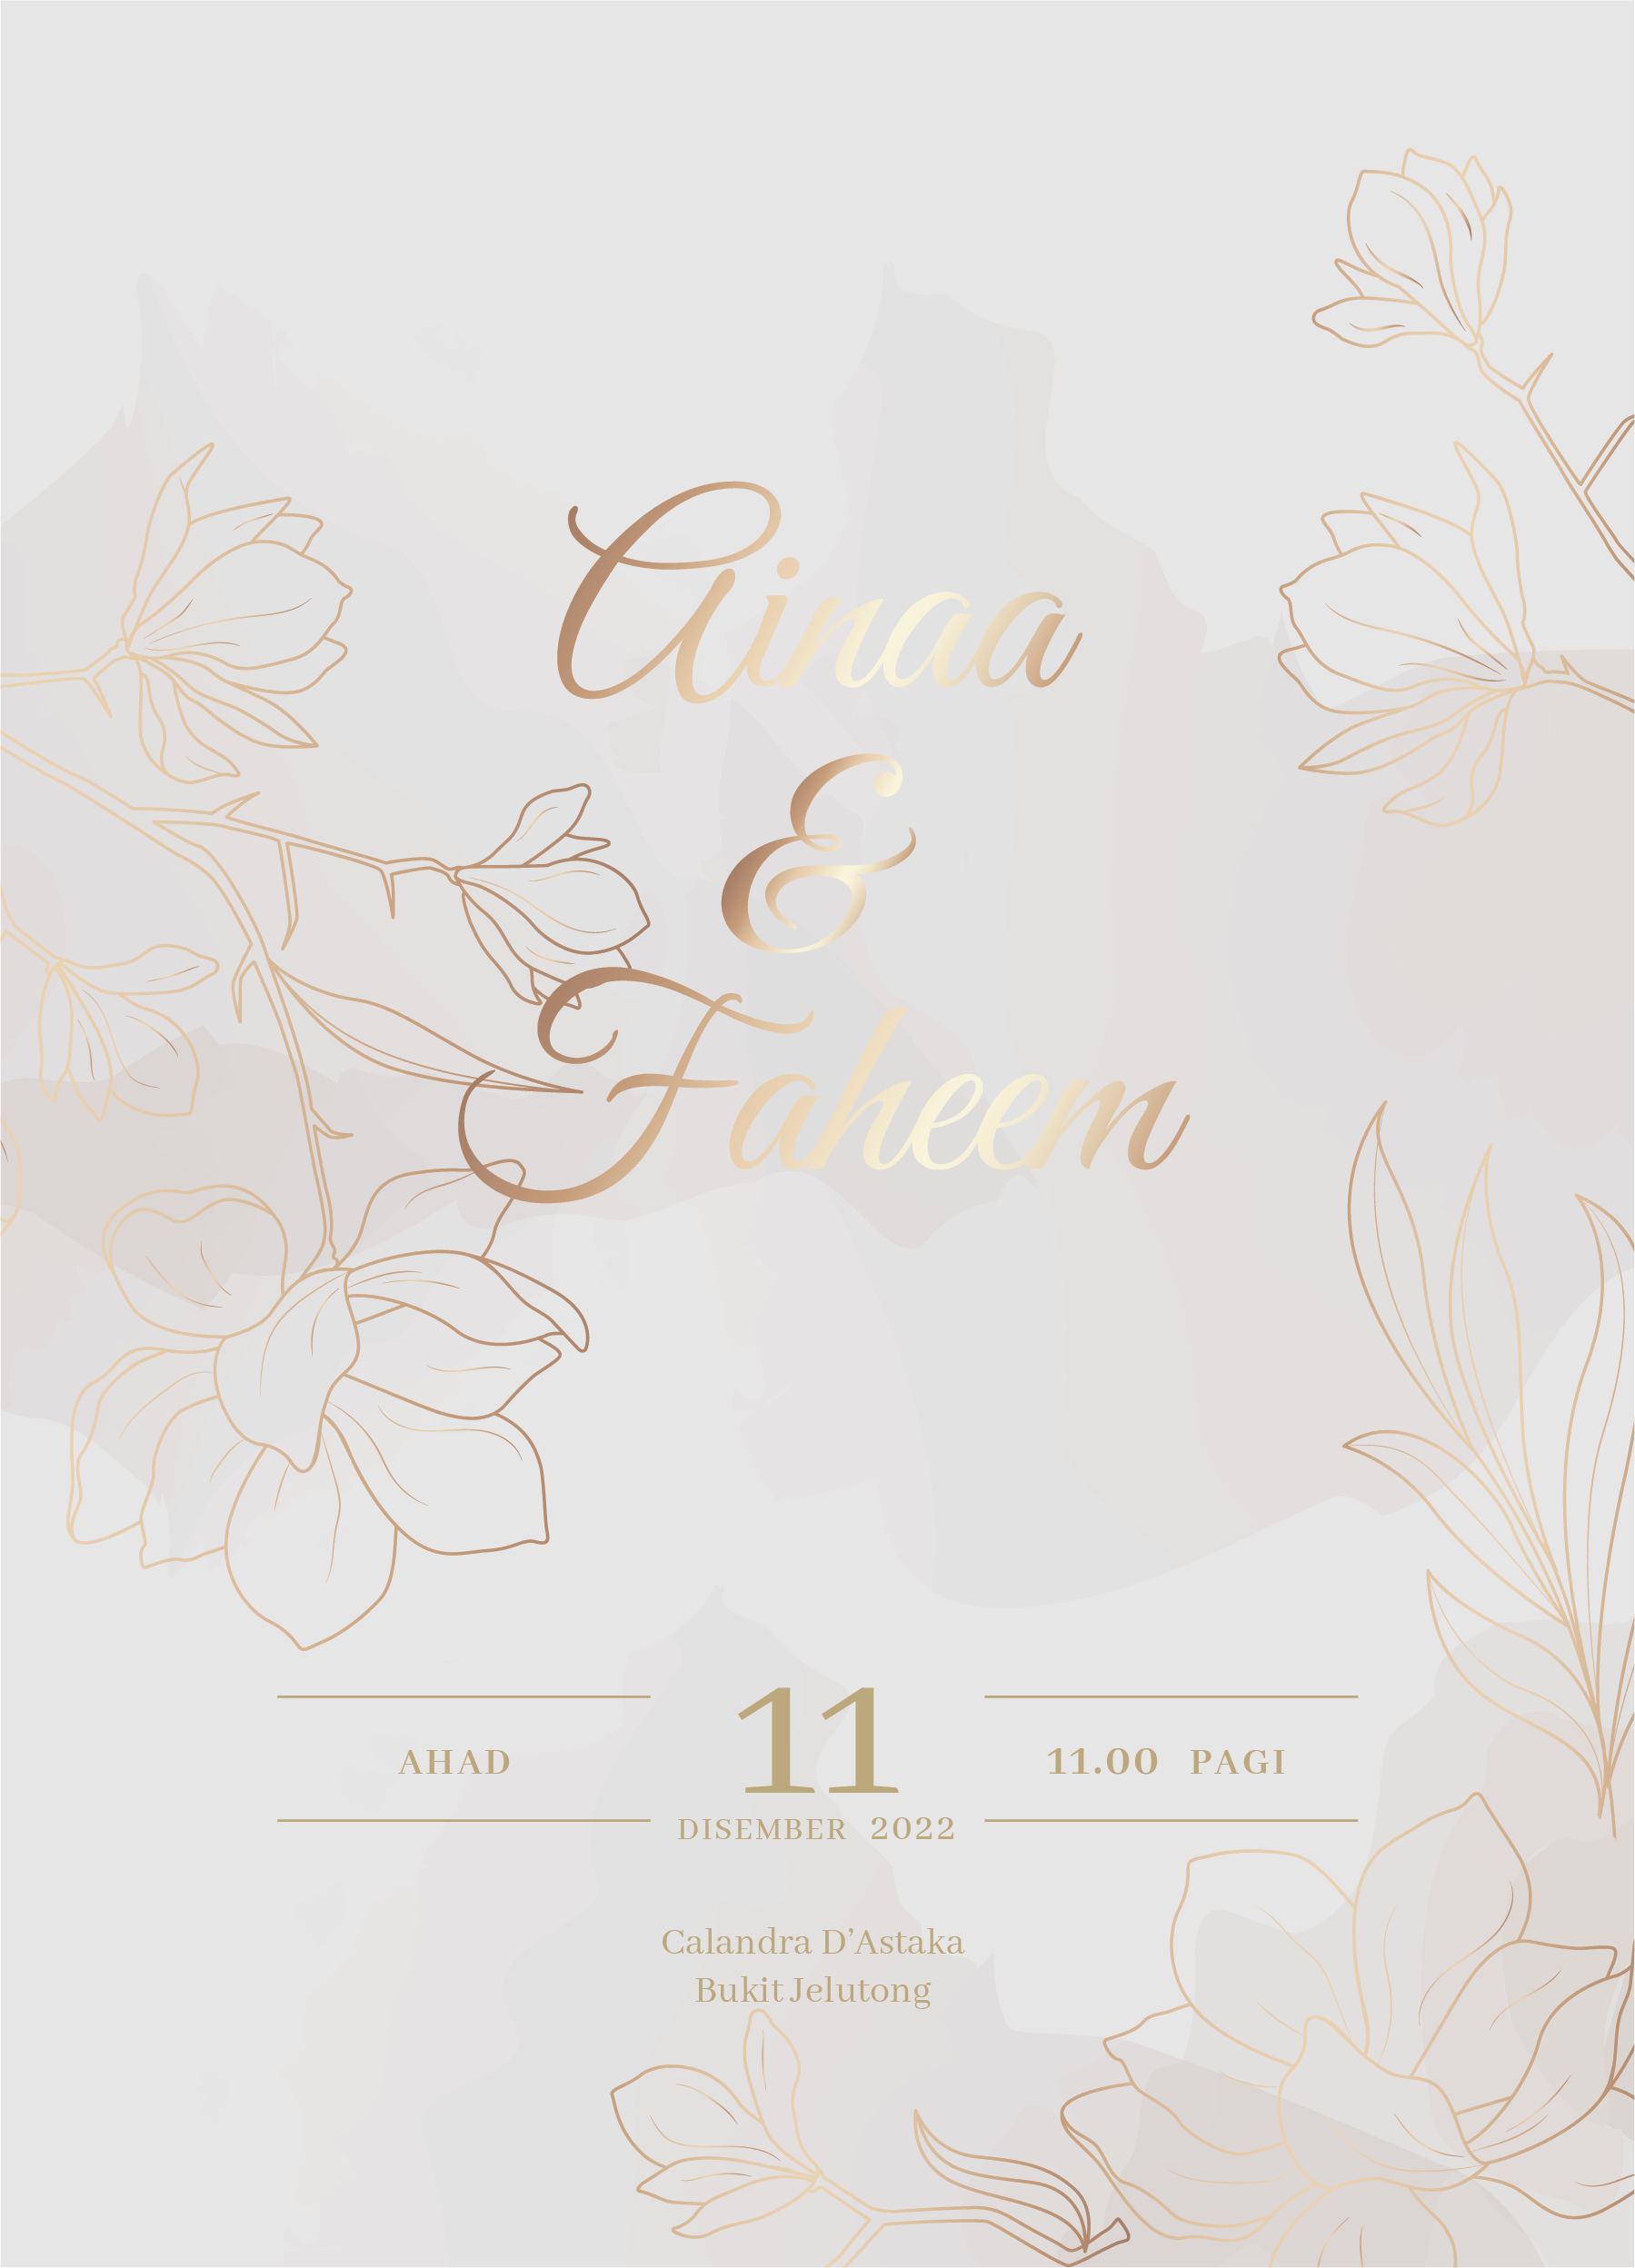 Ainaa
&
Faheem
AHAD
11
11.00 PAGI
DISEMBER 2022
Calandra D’Astaka
Bukit Jelutong